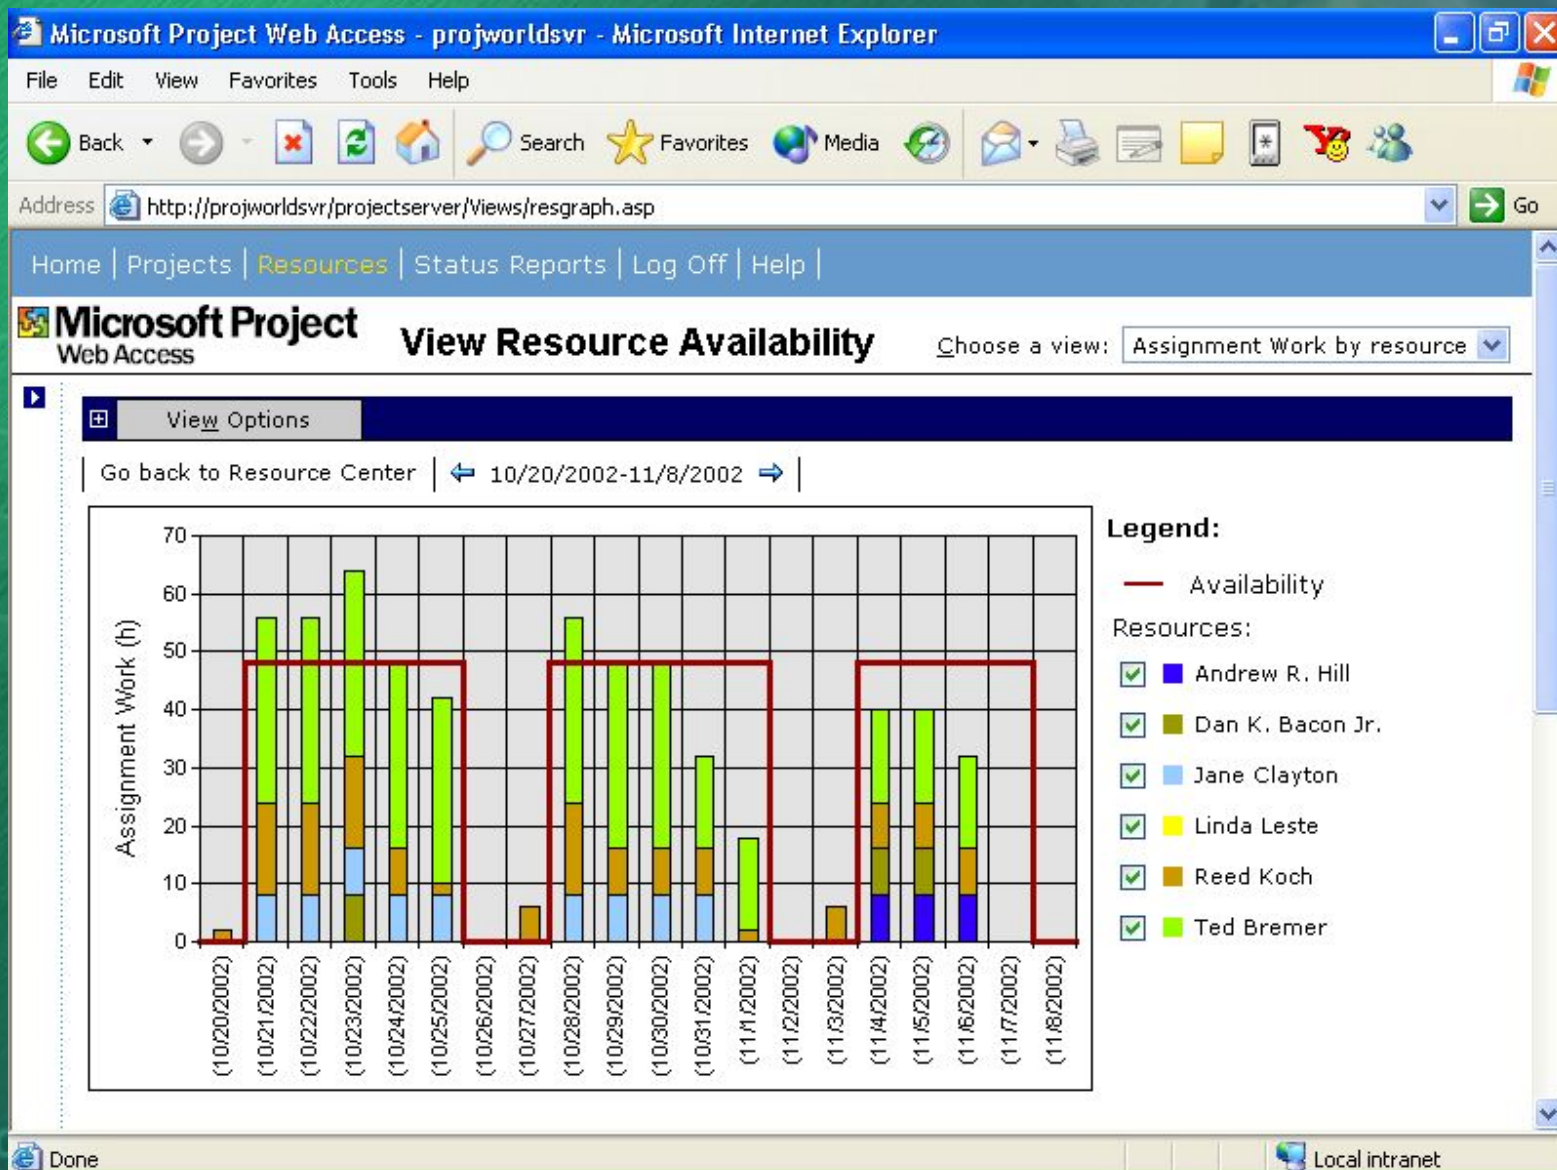 Microsoft Project Web Access - projworldsvr - Microsoft Internet Explorer
File Edit View Favorites Tools Help
Back Search Favorites Media
Address http://projworldsvr/projectserver/Views/resgraph.asp Go
Home | Projects | Resources | Status Reports | Log Off | Help |
Microsoft Project
Web Access
View Resource Availability
Choose a view: Assignment Work by resource
View Options
Go back to Resource Center | 10/20/2002-11/8/2002 |
Assignment Work (h)
70
60
50
40
30
20
10
0
(10/20/2002)
(10/21/2002)
(10/22/2002)
(10/23/2002)
(10/24/2002)
(10/25/2002)
(10/26/2002)
(10/27/2002)
(10/28/2002)
(10/29/2002)
(10/30/2002)
(10/31/2002)
(11/1/2002)
(11/2/2002)
(11/3/2002)
(11/4/2002)
(11/5/2002)
(11/6/2002)
(11/7/2002)
(11/8/2002)
Legend:
Availability
Resources:
Andrew R. Hill
Dan K. Bacon Jr.
Jane Clayton
Linda Leste
Reed Koch
Ted Bremer
Done
Local intranet